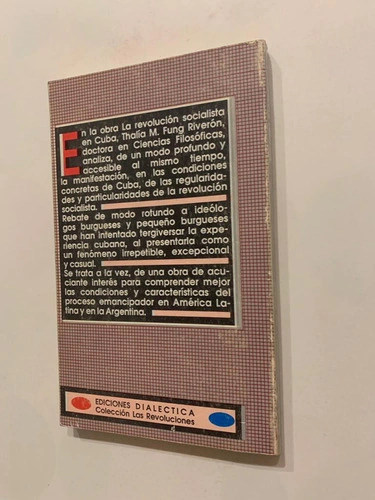 En la obra La revolución socialista
en Cuba, Thalía M. Fung Riverón,
doctora en Ciencias Filosóficas,
analiza, de un modo profundo y
accesible al mismo tiempo,
la manifestación, en las condiciones
concretas de Cuba, de las regularida-
des y particularidades de la revolución
socialista.
Rebate de modo rotundo a ideólo-
gos burgueses y pequeño burgueses
que han intentado tergiversar la expe-
riencia cubana, al presentarla como
un fenómeno irrepetible, excepcional
y casual.
Se trata a la vez, de una obra de acu-
ciante interés para comprender mejor
las condiciones y características del
proceso emancipador en América La-
tina y en la Argentina.
EDICIONES DIALECTICA
Colección Las Revoluciones